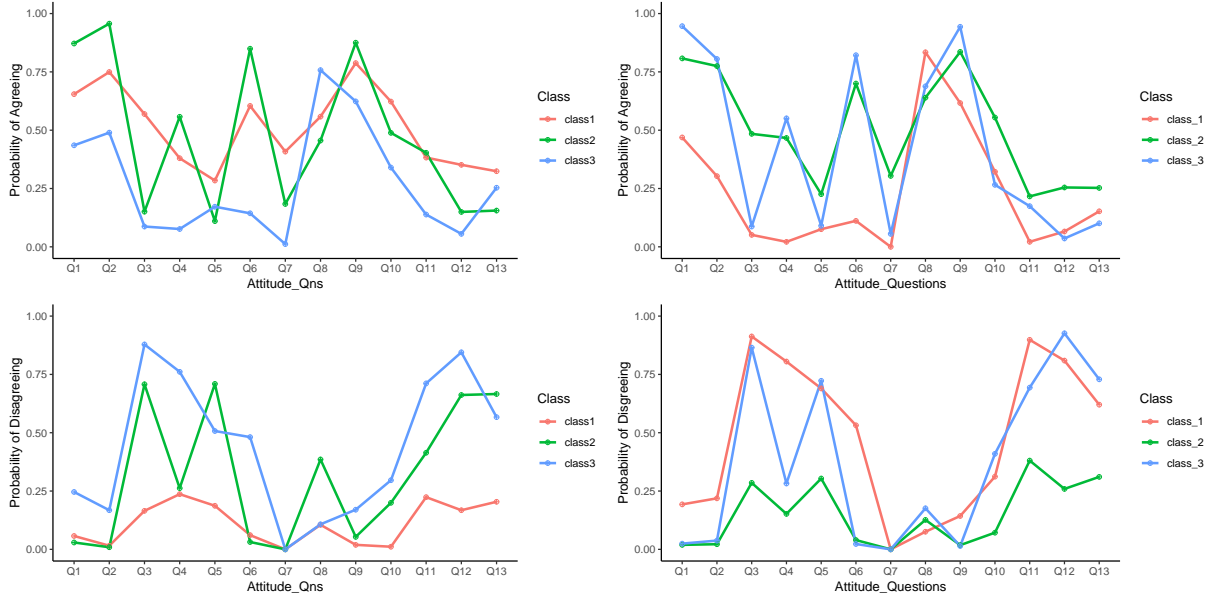 1.00
0.75
0.50
0.25
0.00
Probability of Agreeing
Q1 Q2 Q3 Q4 Q5 Q6 Q7 Q8 Q9 Q10 Q11 Q12 Q13
Attitude_Qns
Class
class1
class2
class3
1.00
0.75
0.50
0.25
0.00
Probability of Agreeing
Q1 Q2 Q3 Q4 Q5 Q6 Q7 Q8 Q9 Q10 Q11 Q12 Q13
Attitude_Questions
Class
class_1
class_2
class_3
1.00
0.75
0.50
0.25
0.00
Probability of Disagreeing
Q1 Q2 Q3 Q4 Q5 Q6 Q7 Q8 Q9 Q10 Q11 Q12 Q13
Attitude_Qns
Class
class1
class2
class3
1.00
0.75
0.50
0.25
0.00
Probability of Disgreeing
Q1 Q2 Q3 Q4 Q5 Q6 Q7 Q8 Q9 Q10 Q11 Q12 Q13
Attitude_Questions
Class
class_1
class_2
class_3